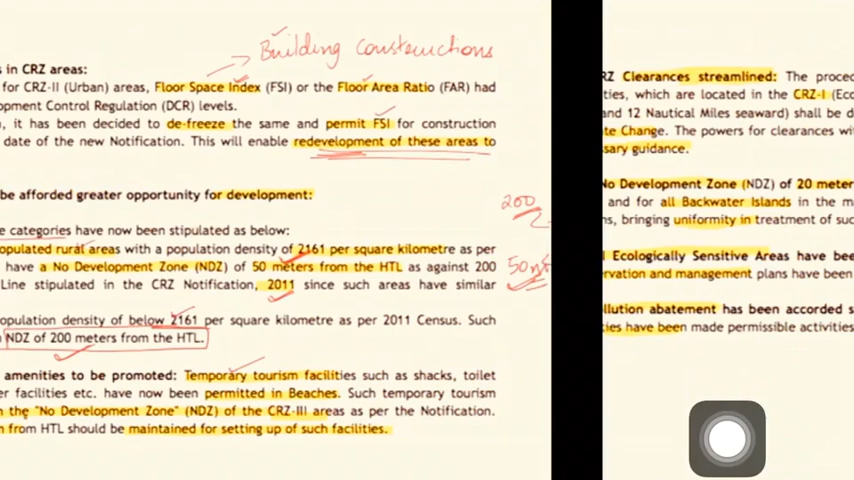 Building constructions
s in CRZ areas:
for CRZ-II (Urban) areas, Floor Space Index (FSI) or the Floor Area Ratio (FAR) had
opment Control Regulation (DCR) levels.
, it has been decided to de-freeze the same and permit FSI for construction
date of the new Notification. This will enable redevelopment of these areas to
be afforded greater opportunity for development:
e categories have now been stipulated as below:
opulated rural areas with a population density of 2161 per square kilometre as per
have a No Development Zone (NDZ) of 50 meters from the HTL as against 200
Line stipulated in the CRZ Notification, 2011 since such areas have similar
opulation density of below 2161 per square kilometre as per 2011 Census. Such
NDZ of 200 meters from the HTL.
amenities to be promoted: Temporary tourism facilities such as shacks, toilet
er facilities etc. have now been permitted in Beaches. Such temporary tourism
n the "No Development Zone" (NDZ) of the CRZ-III areas as per the Notification.
m from HTL should be maintained for setting up of such facilities.
200
50
RZ Clearances streamlined: The proced
ties, which are located in the CRZ-I (Eco
and 12 Nautical Miles seaward) shall be d
te Change. The powers for clearances wi
ssary guidance.
No Development Zone (NDZ) of 20 meter
and for all Backwater Islands in the m
ns, bringing uniformity in treatment of suc
l Ecologically Sensitive Areas have bee
rvation and management plans have been
llution abatement has been accorded s
ties have been made permissible activities